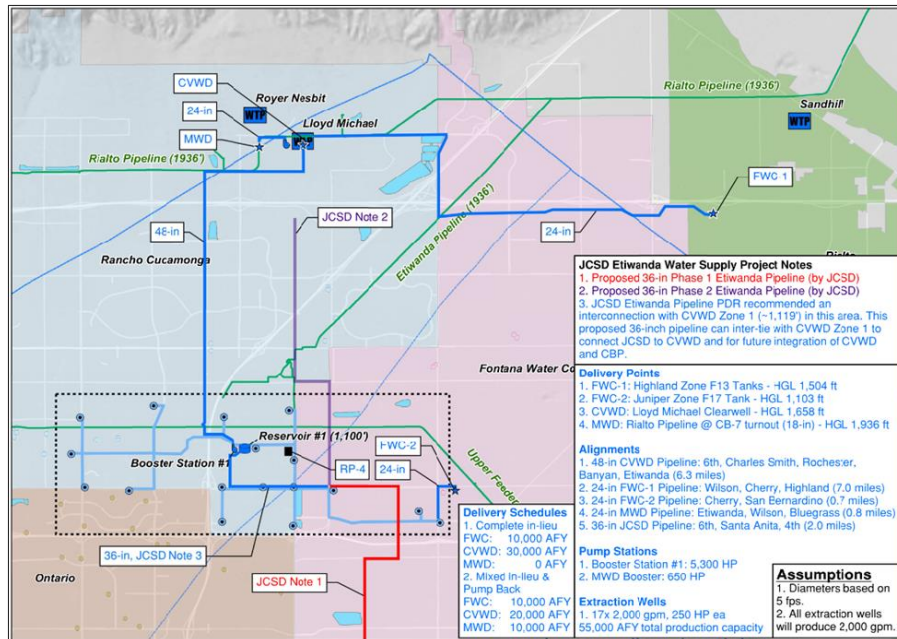 CVWD
Royer Nesbit
WTP
24-in
Lloyd Michael
MWD
Rialto Pipeline (1936')
Rialto Pipeline (1936')
Sandhill
WTP
FWC-1
JCSD Note 2
24-in
48-in
Rancho Cucamonga
Etiwanda Pipeline (1936')
Rialto
JCSD Etiwanda Water Supply Project Notes
1. Proposed 36-in Phase 1 Etiwanda Pipeline (by JCSD)
2. Proposed 36-in Phase 2 Etiwanda Pipeline (by JCSD)
3. JCSD Etiwanda Pipeline PDR recommended an
interconnection with CVWD Zone 1 (~1,119') in this area. This
proposed 36-inch pipeline can inter-tie with CVWD Zone 1 to
connect JCSD to CVWD and for future integration of CVWD
and CBP.
Fontana Water Co
Delivery Points
1. FWC-1: Highland Zone F13 Tanks - HGL 1,504 ft
2. FWC-2: Juniper Zone F17 Tank - HGL 1,103 ft
3. CVWD: Lloyd Michael Clearwell - HGL 1,658 ft
4. MWD: Rialto Pipeline @ CB-7 turnout (18-in) - HGL 1,936 ft
Alignments
1. 48-in CVWD Pipeline: 6th, Charles Smith, Rochester,
Banyan, Etiwanda (6.3 miles)
2. 24-in FWC-1 Pipeline: Wilson, Cherry, Highland (7.0 miles)
3. 24-in FWC-2 Pipeline: Cherry, San Bernardino (0.7 miles)
4. 24-in MWD Pipeline: Etiwanda, Wilson, Bluegrass (0.8 miles)
5. 36-in JCSD Pipeline: 6th, Santa Anita, 4th (2.0 miles)
Pump Stations
1. Booster Station #1: 5,300 HP
2. MWD Booster: 650 HP
Extraction Wells
1. 17x 2,000 gpm, 250 HP ea
55,000 AFY total production capacity
Reservoir #1 (1,100')
FWC-2
Booster Station #1
RP-4
24-in
Upper Feeder
36-in, JCSD Note 3
Ontario
JCSD Note 1
Delivery Schedules
1. Complete in-lieu
FWC: 10,000 AFY
CVWD: 30,000 AFY
MWD: 0 AFY
2. Mixed In-lieu &
Pump Back
FWC: 10,000 AFY
CVWD: 20,000 AFY
MWD: 10,000 AFY
Assumptions
1. Diameters based on
5 fps.
2. All extraction wells
will produce 2,000 gpm.